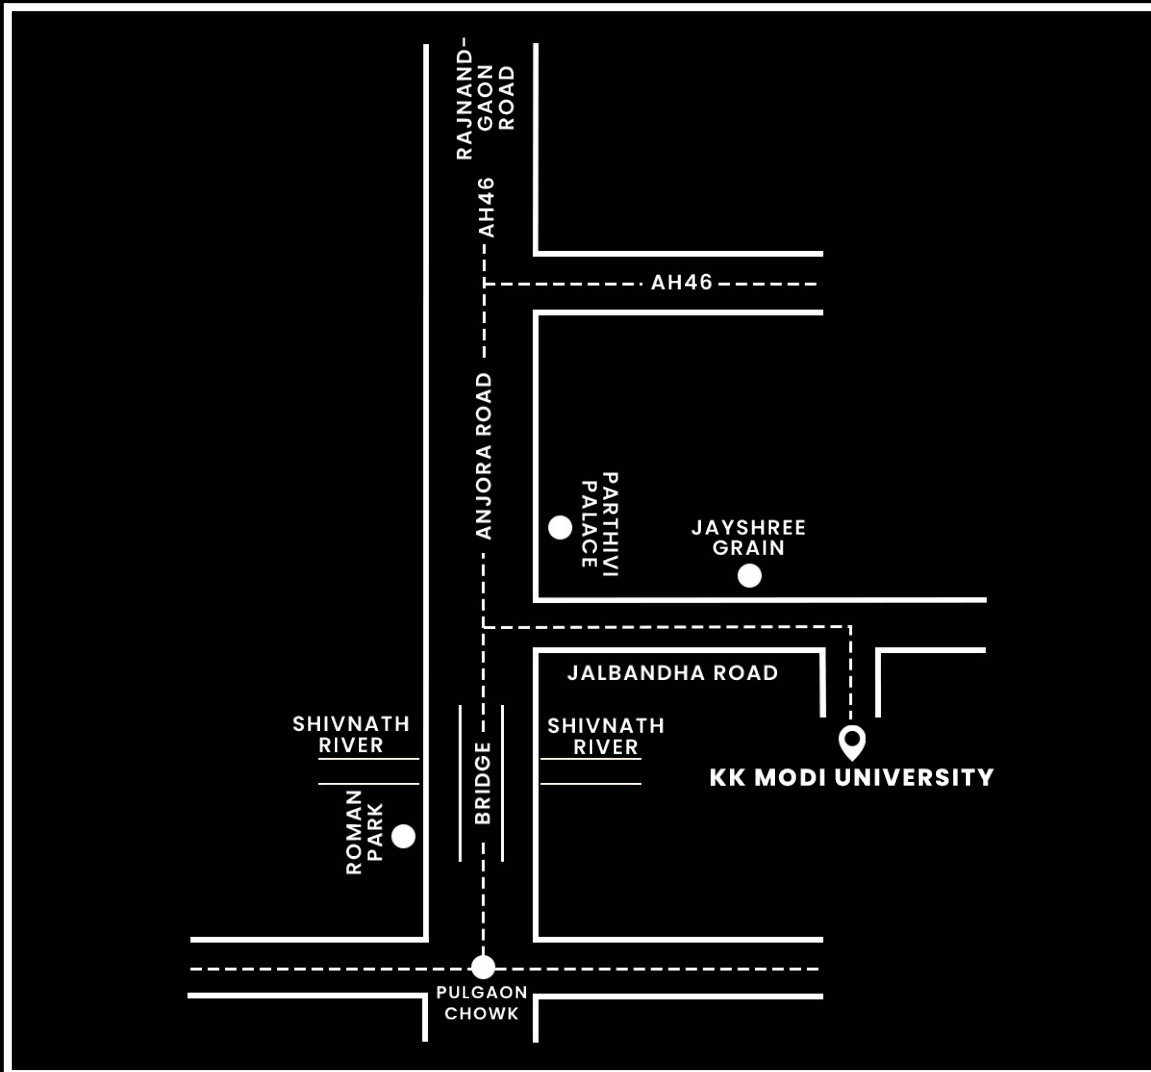 RAJNAND-
GAON
ROAD
AH46
AH46
ANJORA ROAD
PARTHIVI
PALACE
JAYSHREE
GRAIN
JALBANDHA ROAD
SHIVNATH
RIVER
SHIVNATH
RIVER
BRIDGE
KK MODI UNIVERSITY
ROMAN
PARK
PULGAON
CHOWK